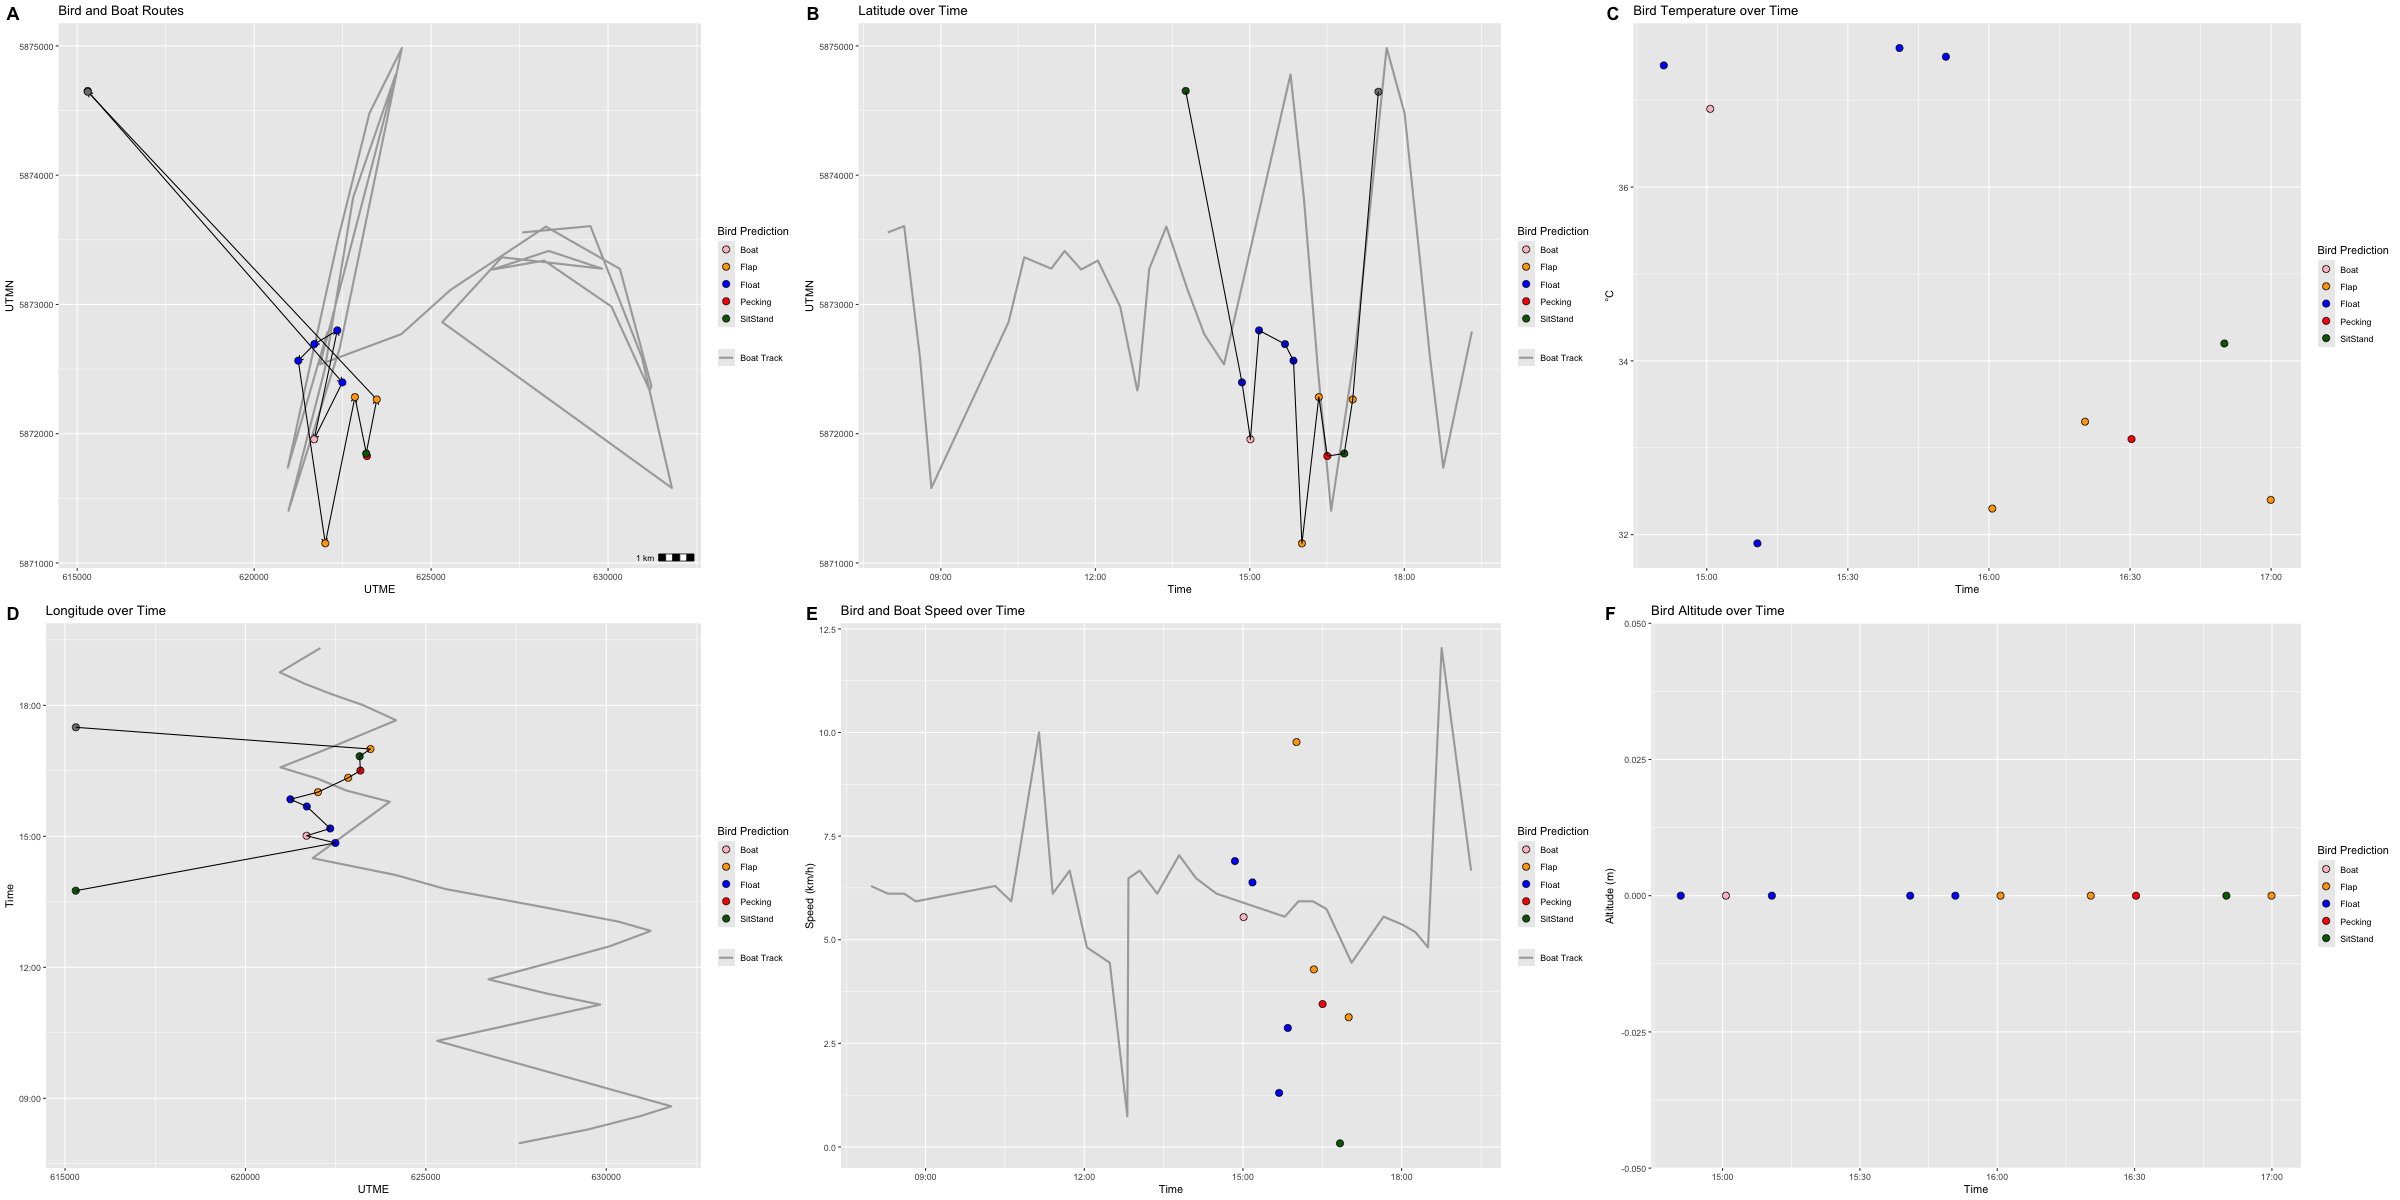 A Bird and Boat Routes
5875000
5874000
5873000
5872000
5871000
UTMN
615000 620000 625000 630000
UTME
1 km
Bird Prediction
Boat
Flap
Float
Pecking
SitStand
Boat Track
B Latitude over Time
5875000
5874000
5873000
5872000
5871000
UTMN
09:00 12:00 15:00 18:00
Time
Bird Prediction
Boat
Flap
Float
Pecking
SitStand
Boat Track
C Bird Temperature over Time
36
34
32
°C
15:00 15:30 16:00 16:30 17:00
Time
Bird Prediction
Boat
Flap
Float
Pecking
SitStand
D Longitude over Time
18:00
15:00
12:00
09:00
Time
615000 620000 625000 630000
UTME
Bird Prediction
Boat
Flap
Float
Pecking
SitStand
Boat Track
E Bird and Boat Speed over Time
12.5
10.0
7.5
5.0
2.5
0.0
Speed (km/h)
09:00 12:00 15:00 18:00
Time
Bird Prediction
Boat
Flap
Float
Pecking
SitStand
Boat Track
F Bird Altitude over Time
0.050
0.025
0.000
-0.025
-0.050
Altitude (m)
15:00 15:30 16:00 16:30 17:00
Time
Bird Prediction
Boat
Flap
Float
Pecking
SitStand